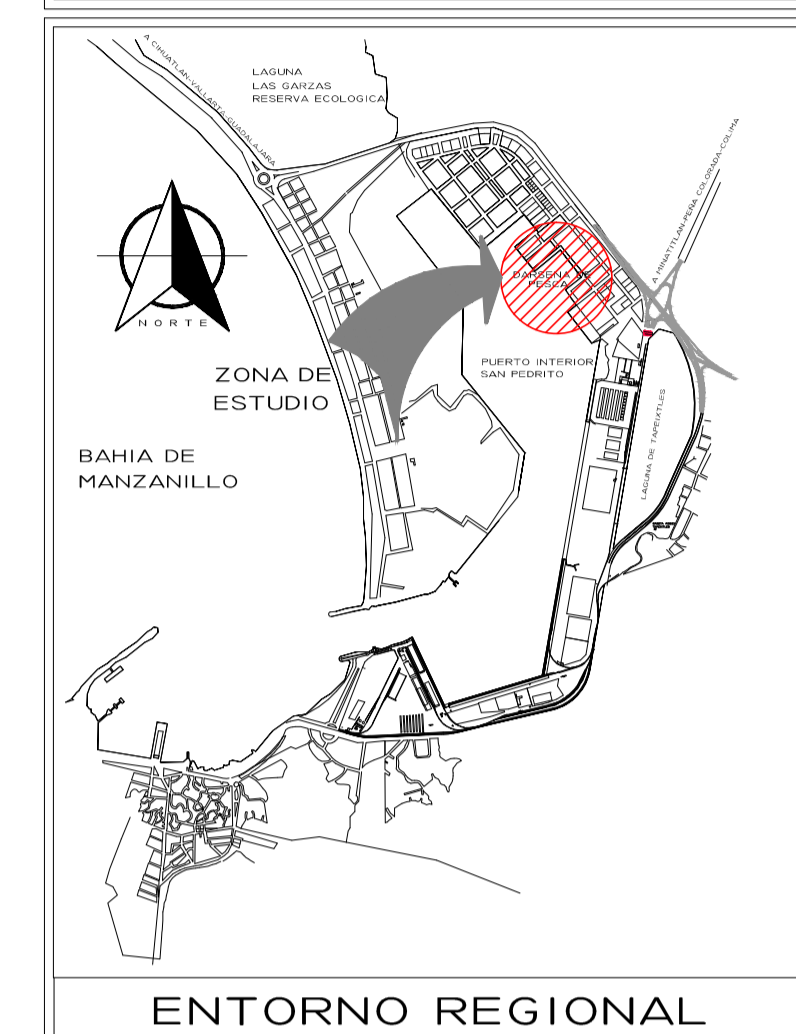 A CIHUATLAN-VALLARTA-GUADALAJARA
LAGUNA
LAS GARZAS
RESERVA ECOLOGICA
A MINATITLAN-PEÑA COLORADA-COLIMA
NORTE
DARSENA DE
PESCA
ZONA DE
ESTUDIO
PUERTO INTERIOR
SAN PEDRITO
LAGUNA DE TAPEIXTLES
BAHIA DE
MANZANILLO
ENTORNO REGIONAL